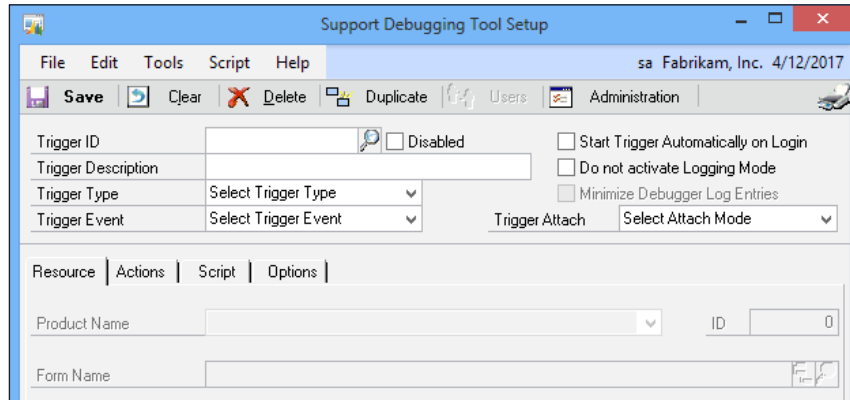 Support Debugging Tool Setup
File Edit Tools Script Help sa Fabrikam, Inc. 4/12/2017
Save Clear Delete Duplicate Users Administration
Trigger ID Disabled Start Trigger Automatically on Login
Trigger Description Do not activate Logging Mode
Trigger Type Select Trigger Type Minimize Debugger Log Entries
Trigger Event Select Trigger Event Trigger Attach Select Attach Mode
Resource Actions Script Options
Product Name ID 0
Form Name